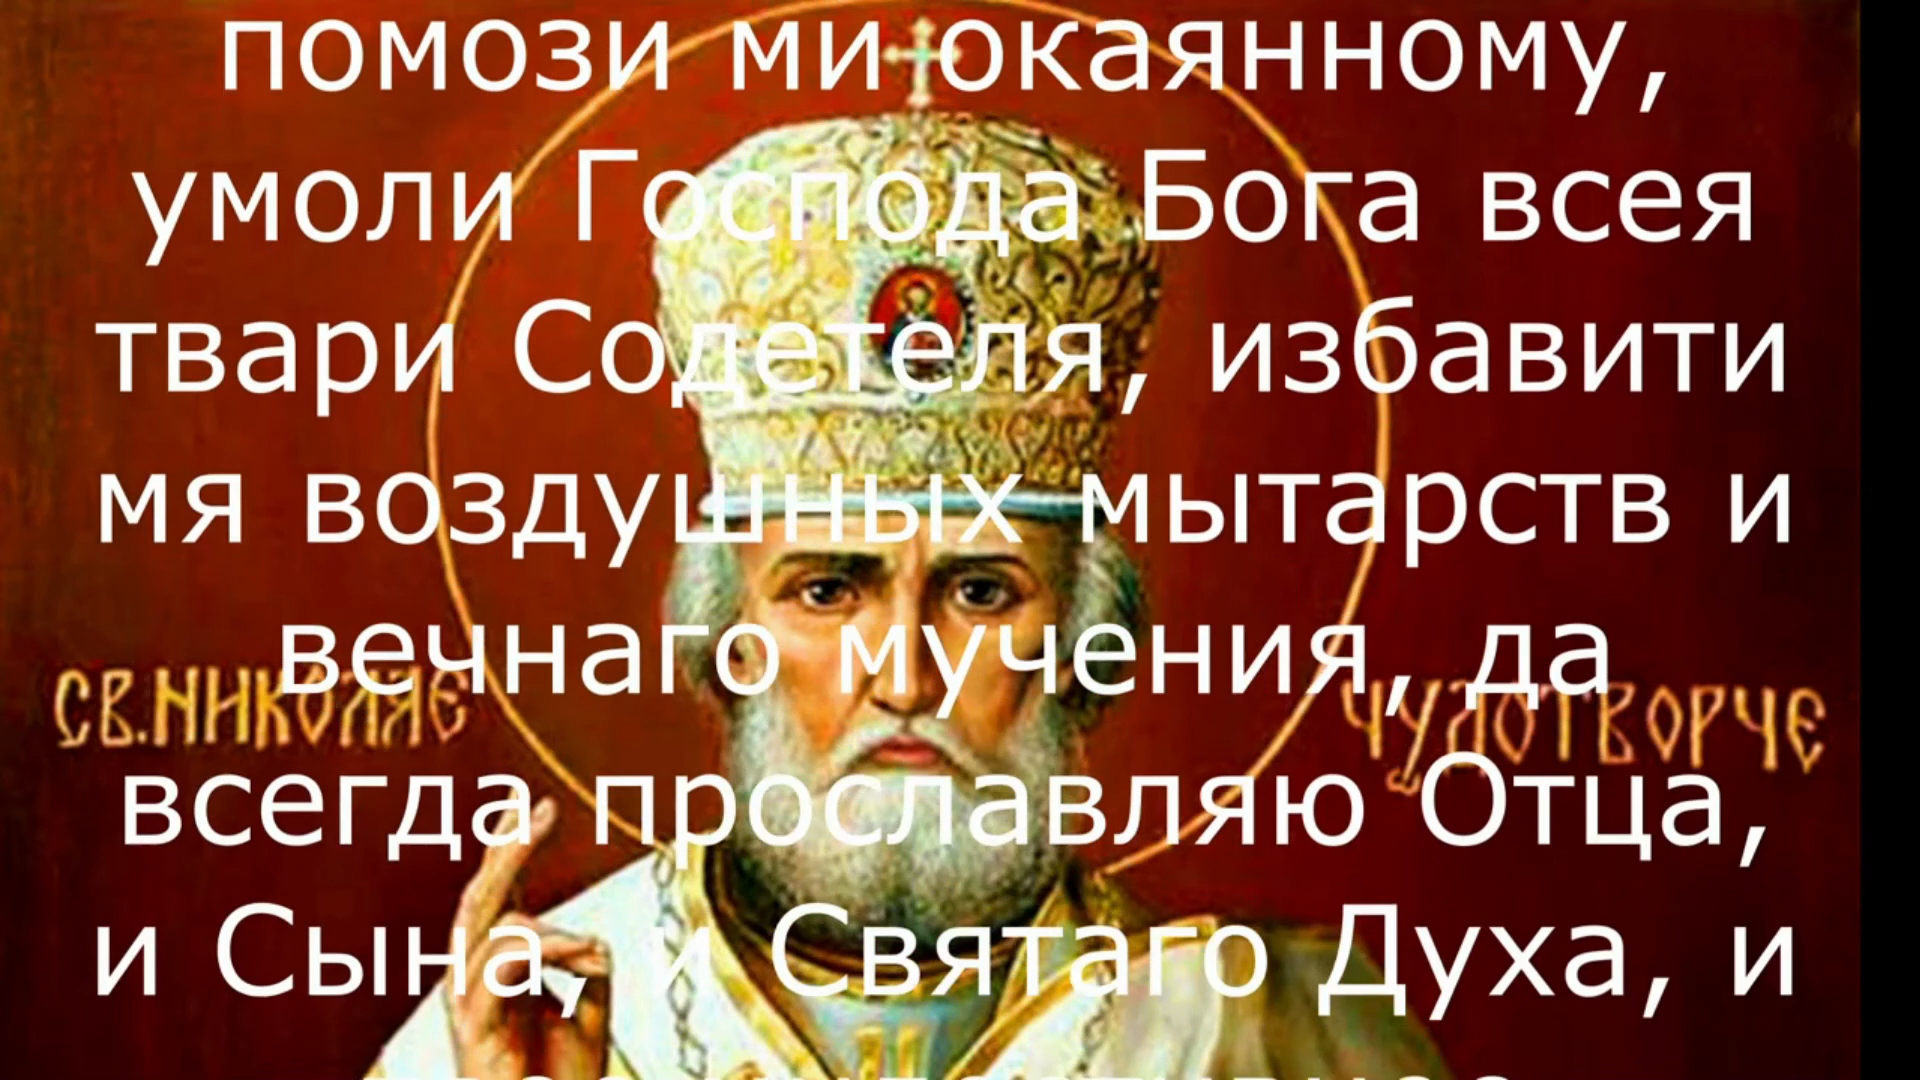 помози ми окаянному,
умоли Господа Бога всея
твари Содетеля, избавити
мя воздушных мытарств и
вечнаго мучения, да
СВ.НИКОЛАЕ ЧУДОТВОРЧЕ
всегда прославляю Отца,
и Сына, и Святаго Духа, и